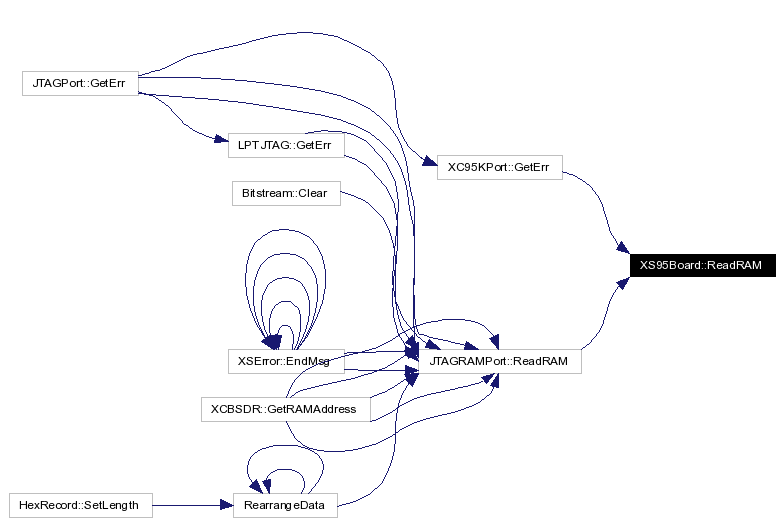 JTAGPort::GetErr
LPTJTAG::GetErr
XC95KPort::GetErr
Bitstream::Clear
XS95Board::ReadRAM
XSError::EndMsg
JTAGRAMPort::ReadRAM
XCBSDR::GetRAMAddress
HexRecord::SetLength
RearrangeData